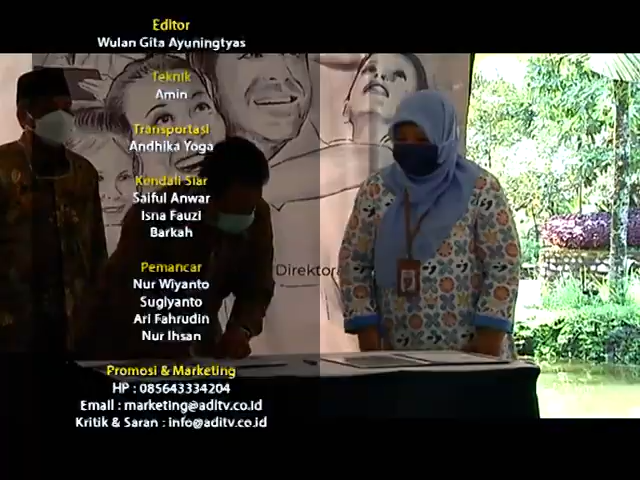 Editor
Wulan Gita Ayuningtyas
Teknik
Amin
Transportasi
Andhika Yoga
Kendali Siar
Saiful Anwar
Isna Fauzi
Barkah
Direktora
Pemancar
Nur Wiyanto
Sugiyanto
Ari Fahrudin
Nur Ihsan
Promosi & Marketing
HP : 085643334204
Email : marketing@aditv.co.id
Kritik & Saran : info@aditv.co.id